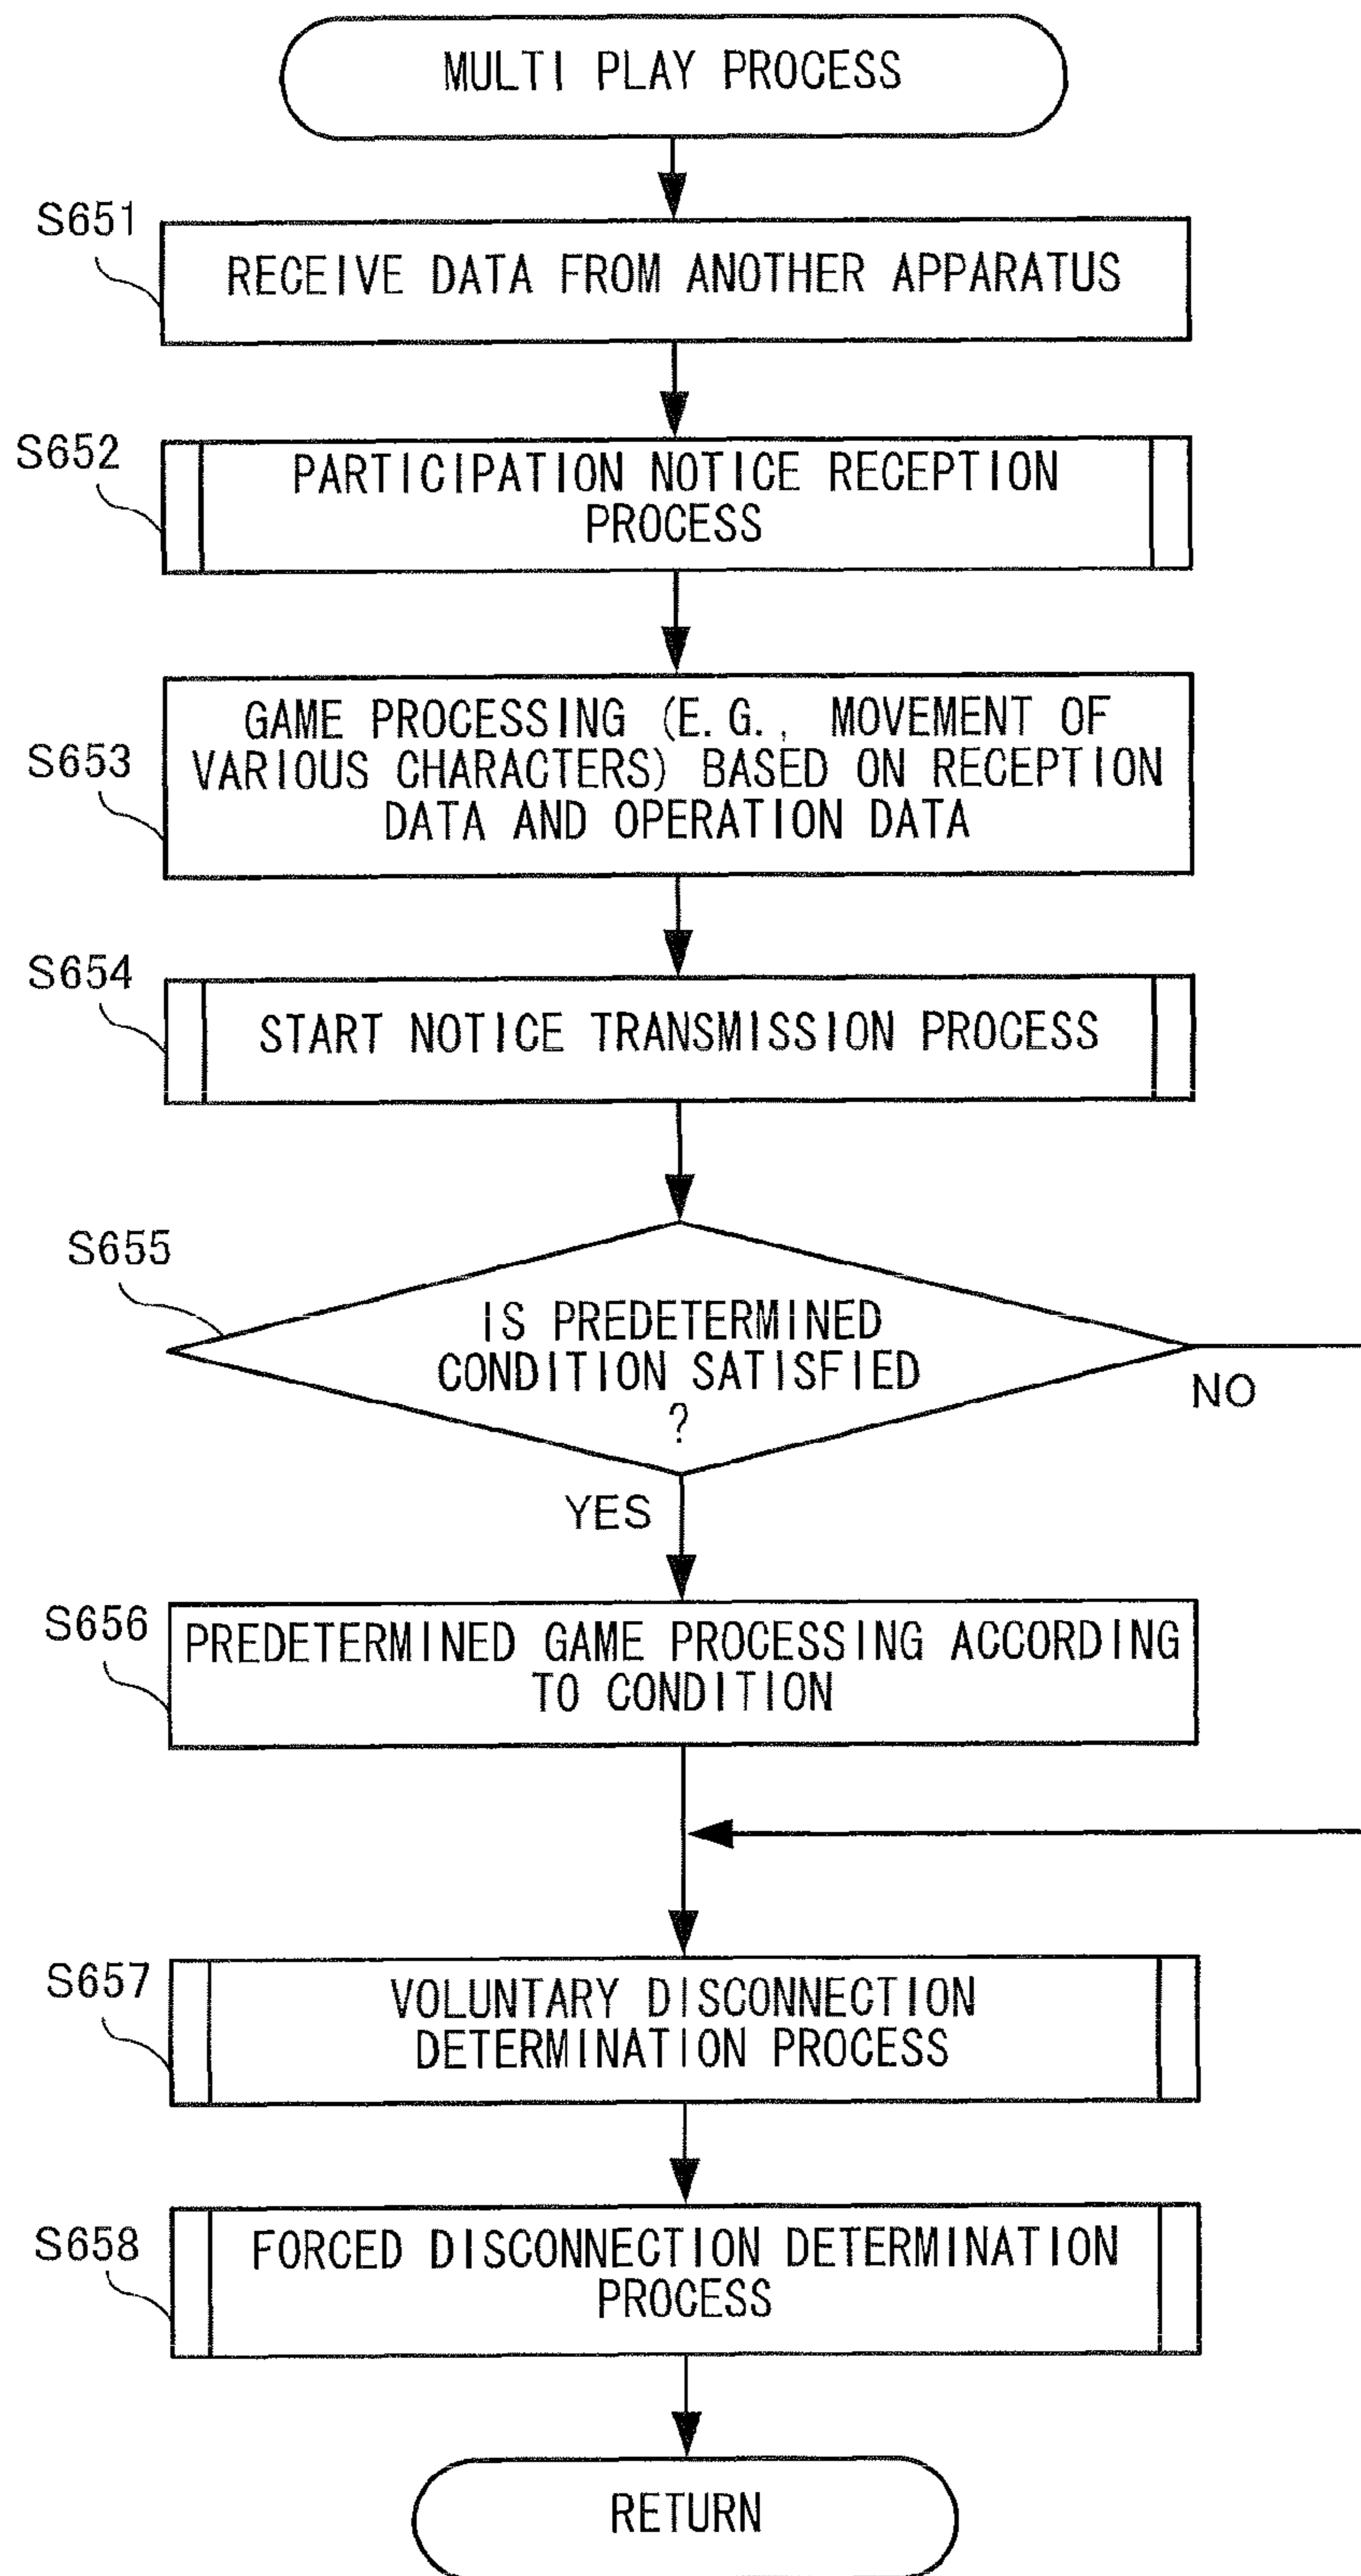 MULTI PLAY PROCESS
S651
RECEIVE DATA FROM ANOTHER APPARATUS
S652
PARTICIPATION NOTICE RECEPTION
PROCESS
S653
GAME PROCESSING (E.G., MOVEMENT OF
VARIOUS CHARACTERS) BASED ON RECEPTION
DATA AND OPERATION DATA
S654
START NOTICE TRANSMISSION PROCESS
S655
IS PREDETERMINED
CONDITION SATISFIED
?
NO
YES
S656
PREDETERMINED GAME PROCESSING ACCORDING
TO CONDITION
S657
VOLUNTARY DISCONNECTION
DETERMINATION PROCESS
S658
FORCED DISCONNECTION DETERMINATION
PROCESS
RETURN